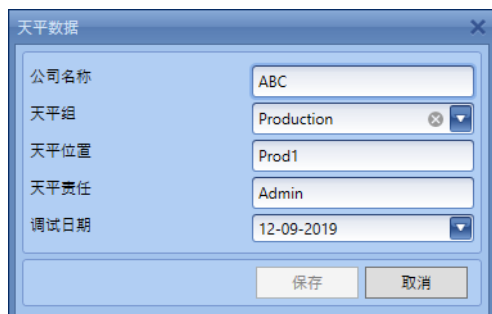 天平数据
公司名称 ABC
天平组 Production
天平位置 Prod1
天平责任 Admin
调试日期 12-09-2019
保存 取消